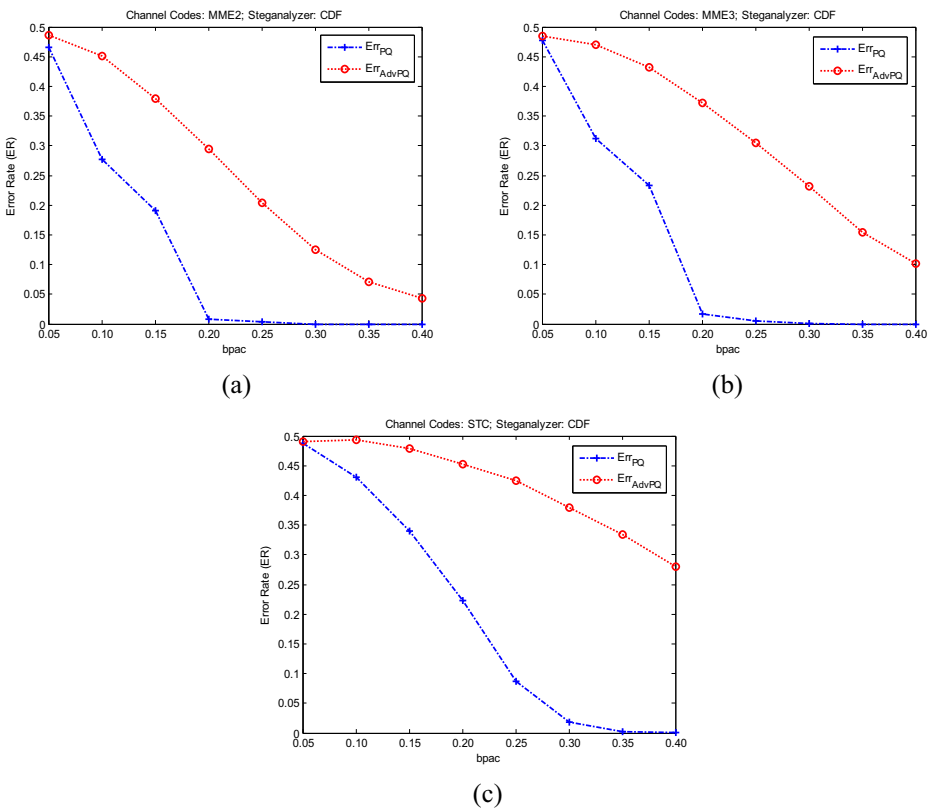 Channel Codes: MME2; Steganalyzer: CDF
0.5
0.45
0.4
0.35
0.3
0.25
0.2
0.15
0.1
0.05
0
Error Rate (ER)
Err_PQ
Err_AdvPQ
0.05 0.10 0.15 0.20 0.25 0.30 0.35 0.40
bpac
(a)
Channel Codes: MME3; Steganalyzer: CDF
0.5
0.45
0.4
0.35
0.3
0.25
0.2
0.15
0.1
0.05
0
Error Rate (ER)
Err_PQ
Err_AdvPQ
0.05 0.10 0.15 0.20 0.25 0.30 0.35 0.40
bpac
(b)
Channel Codes: STC; Steganalyzer: CDF
0.5
0.45
0.4
0.35
0.3
0.25
0.2
0.15
0.1
0.05
0
Error Rate (ER)
Err_PQ
Err_AdvPQ
0.05 0.10 0.15 0.20 0.25 0.30 0.35 0.40
bpac
(c)